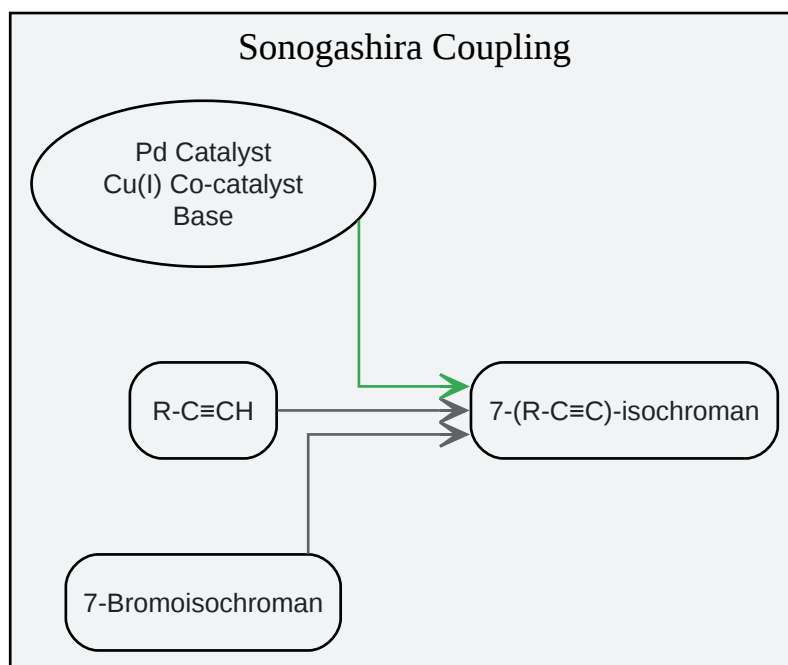 Sonogashira Coupling
Pd Catalyst
Cu(I) Co-catalyst
Base
R-C≡CH
7-(R-C≡C)-isochroman
7-Bromoisochroman